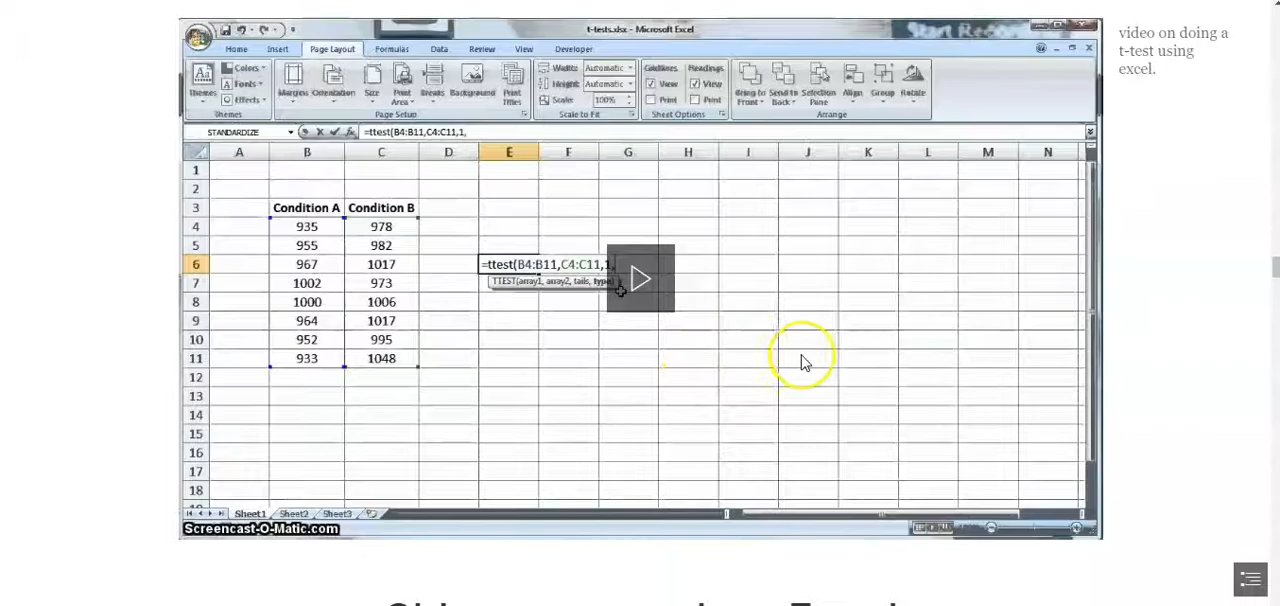 t-tests.xlsx - Microsoft Excel
video on doing a
t-test using
excel.
Home Insert Page Layout Formulas Data Review View Developer
Themes Colors Fonts Effects
Margins Orientation Size Print Area Breaks Background Print Titles
Width: Automatic
Height: Automatic
Scale: 100%
Gridlines Headings
View View
Print Print
Bring to Front Send to Back Selection Pane Align Group Rotate
Themes Page Setup Scale to Fit Sheet Options Arrange
STANDARDIZE =ttest(B4:B11,C4:C11,1,
A B C D E F G H I J K L M N
1
2
3 Condition A Condition B
4 935 978
5 955 982
6 967 1017 =ttest(B4:B11,C4:C11,1,
7 1002 973 TTEST(array1, array2, tails, type)
8 1000 1006
9 964 1017
10 952 995
11 933 1048
12
13
14
15
16
17
18
Sheet1 Sheet2 Sheet3
Screencast-O-Matic.com